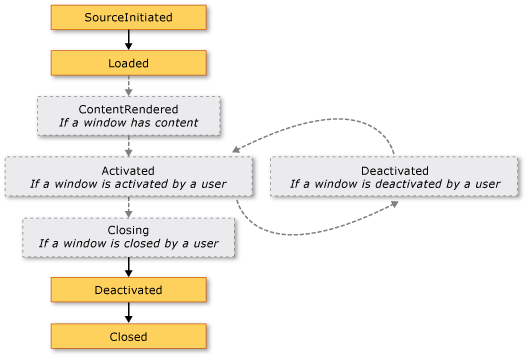 SourceInitiated
Loaded
ContentRendered
If a window has content
Activated
If a window is activated by a user
Deactivated
If a window is deactivated by a user
Closing
If a window is closed by a user
Deactivated
Closed